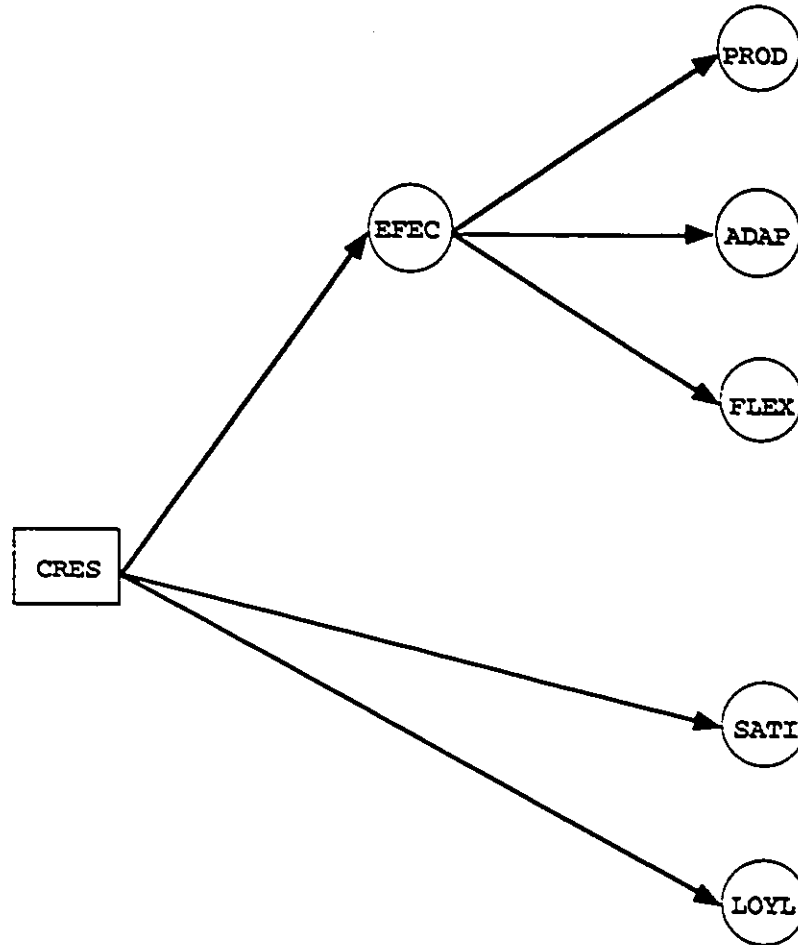 PROD
EFEC
ADAP
FLEX
CRES
SATI
LOYL